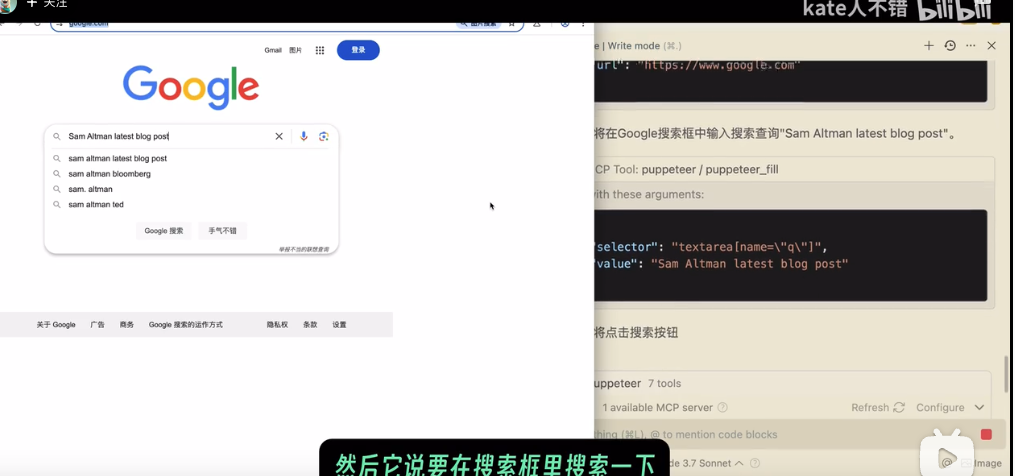 + 关注
kate人不错 bilibili
google.com
Gmail 图片 登录
Google
Sam Altman latest blog post
sam altman latest blog post
sam altman bloomberg
sam. altman
sam altman ted
Google 搜索 手气不错
举报不当的联想查询
关于 Google 广告 商务 Google 搜索的运作方式 隐私权 条款 设置
e | Write mode (⌘.)
url": "https://www.google.com"
将在Google搜索框中输入搜索查询"Sam Altman latest blog post"。
CP Tool: puppeteer / puppeteer_fill
with these arguments:
"selector": "textarea[name=\"q\"]",
"value": "Sam Altman latest blog post"
将点击搜索按钮
uppeteer 7 tools
1 available MCP server Refresh Configure
thing (⌘L), @ to mention code blocks
de 3.7 Sonnet Image
然后它说要在搜索框里搜索一下